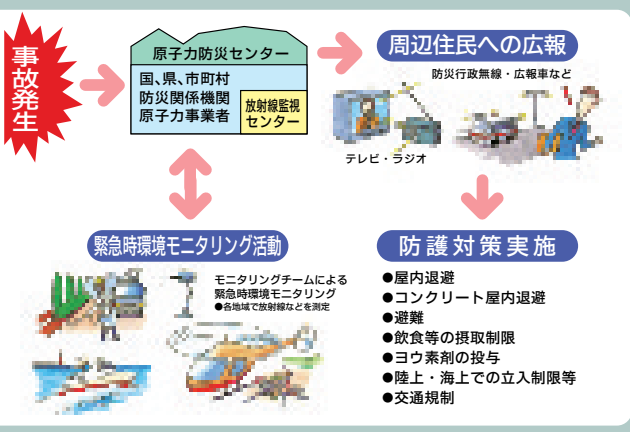 事故発生
原子力防災センター
国、県、市町村
防災関係機関
原子力事業者
放射線監視
センター
周辺住民への広報
防災行政無線・広報車など
テレビ・ラジオ
緊急時環境モニタリング活動
モニタリングチームによる
緊急時環境モニタリング
●各地域で放射線などを測定
防護対策実施
●屋内退避
●コンクリート屋内退避
●避難
●飲食等の摂取制限
●ヨウ素剤の投与
●陸上・海上での立入制限等
●交通規制